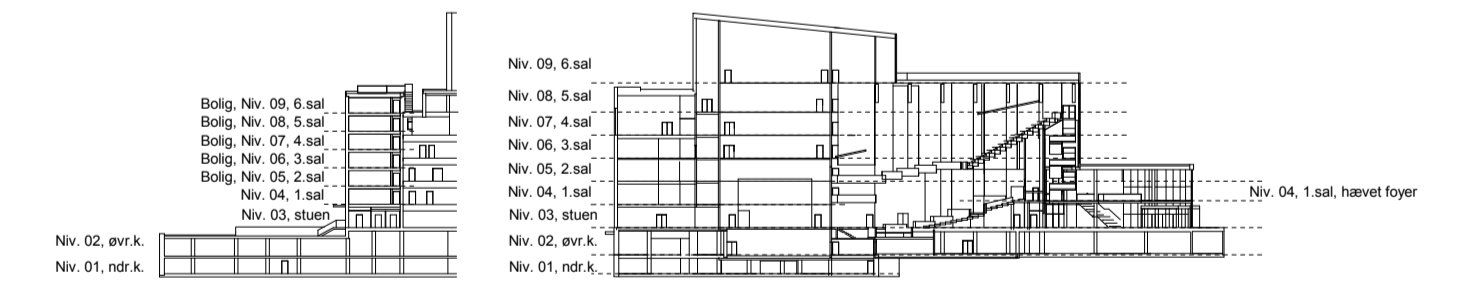 Bolig, Niv. 09, 6.sal
Bolig, Niv. 08, 5.sal
Bolig, Niv. 07, 4.sal
Bolig, Niv. 06, 3.sal
Bolig, Niv. 05, 2.sal
Niv. 04, 1.sal
Niv. 03, stuen
Niv. 02, øvr.k.
Niv. 01, ndr.k.
Niv. 09, 6.sal
Niv. 08, 5.sal
Niv. 07, 4.sal
Niv. 06, 3.sal
Niv. 05, 2.sal
Niv. 04, 1.sal
Niv. 03, stuen
Niv. 02, øvr.k.
Niv. 01, ndr.k.
Niv. 04, 1.sal, hævet foyer